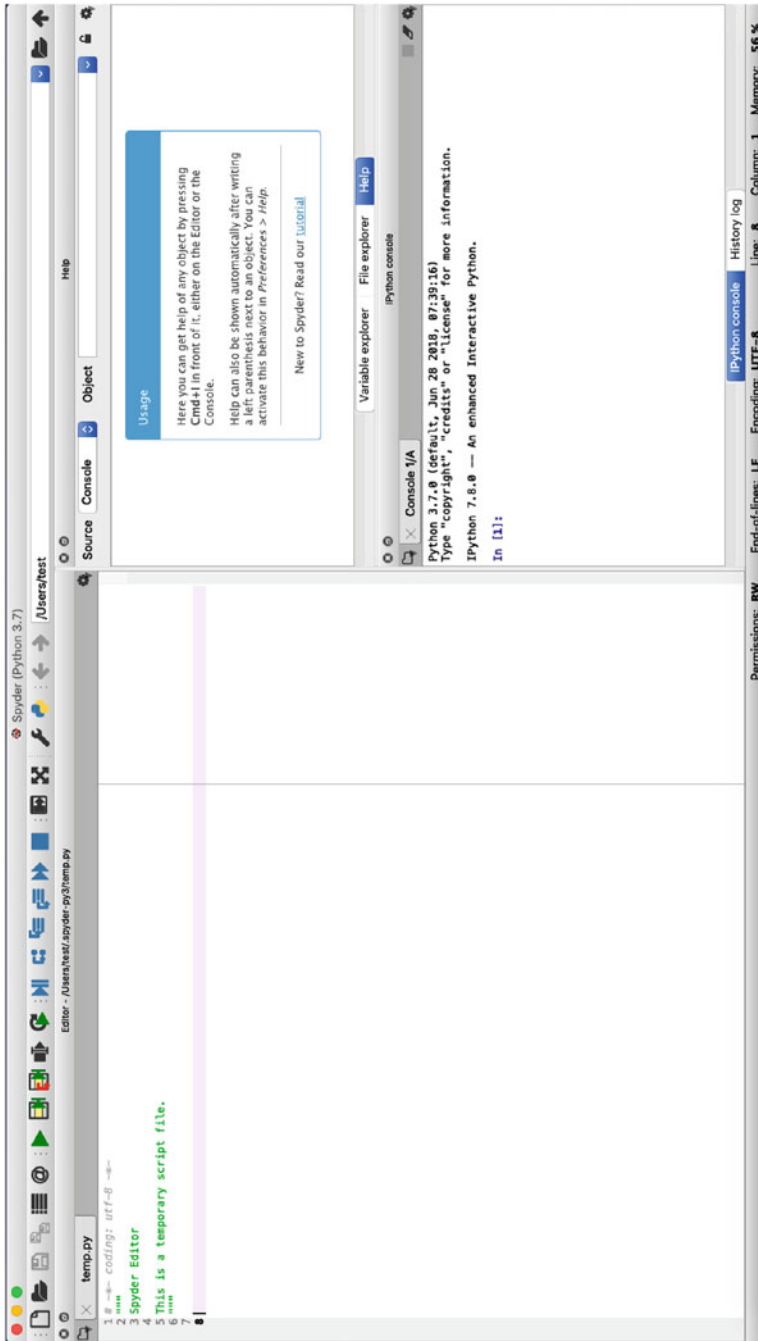 Spyder (Python 3.7)
/Users/test
Editor - /Users/test/.spyder-py3/temp.py
temp.py
1 # -*- coding: utf-8 -*-
2 """
3 Spyder Editor
4
5 This is a temporary script file.
6 """
7
8
Help
Source Console Object
Usage
Here you can get help of any object by pressing
Cmd+I in front of it, either on the Editor or the
Console.
Help can also be shown automatically after writing
a left parenthesis next to an object. You can
activate this behavior in Preferences > Help.
New to Spyder? Read our tutorial
Variable explorer File explorer Help
IPython console
Console 1/A
Python 3.7.0 (default, Jun 28 2018, 07:39:16)
Type "copyright", "credits" or "license" for more information.
IPython 7.8.0 -- An enhanced Interactive Python.
In [1]:
IPython console History log
Permissions: RW End-of-lines: LF Encoding: UTF-8 Line: 8 Column: 1 Memory: 56 %